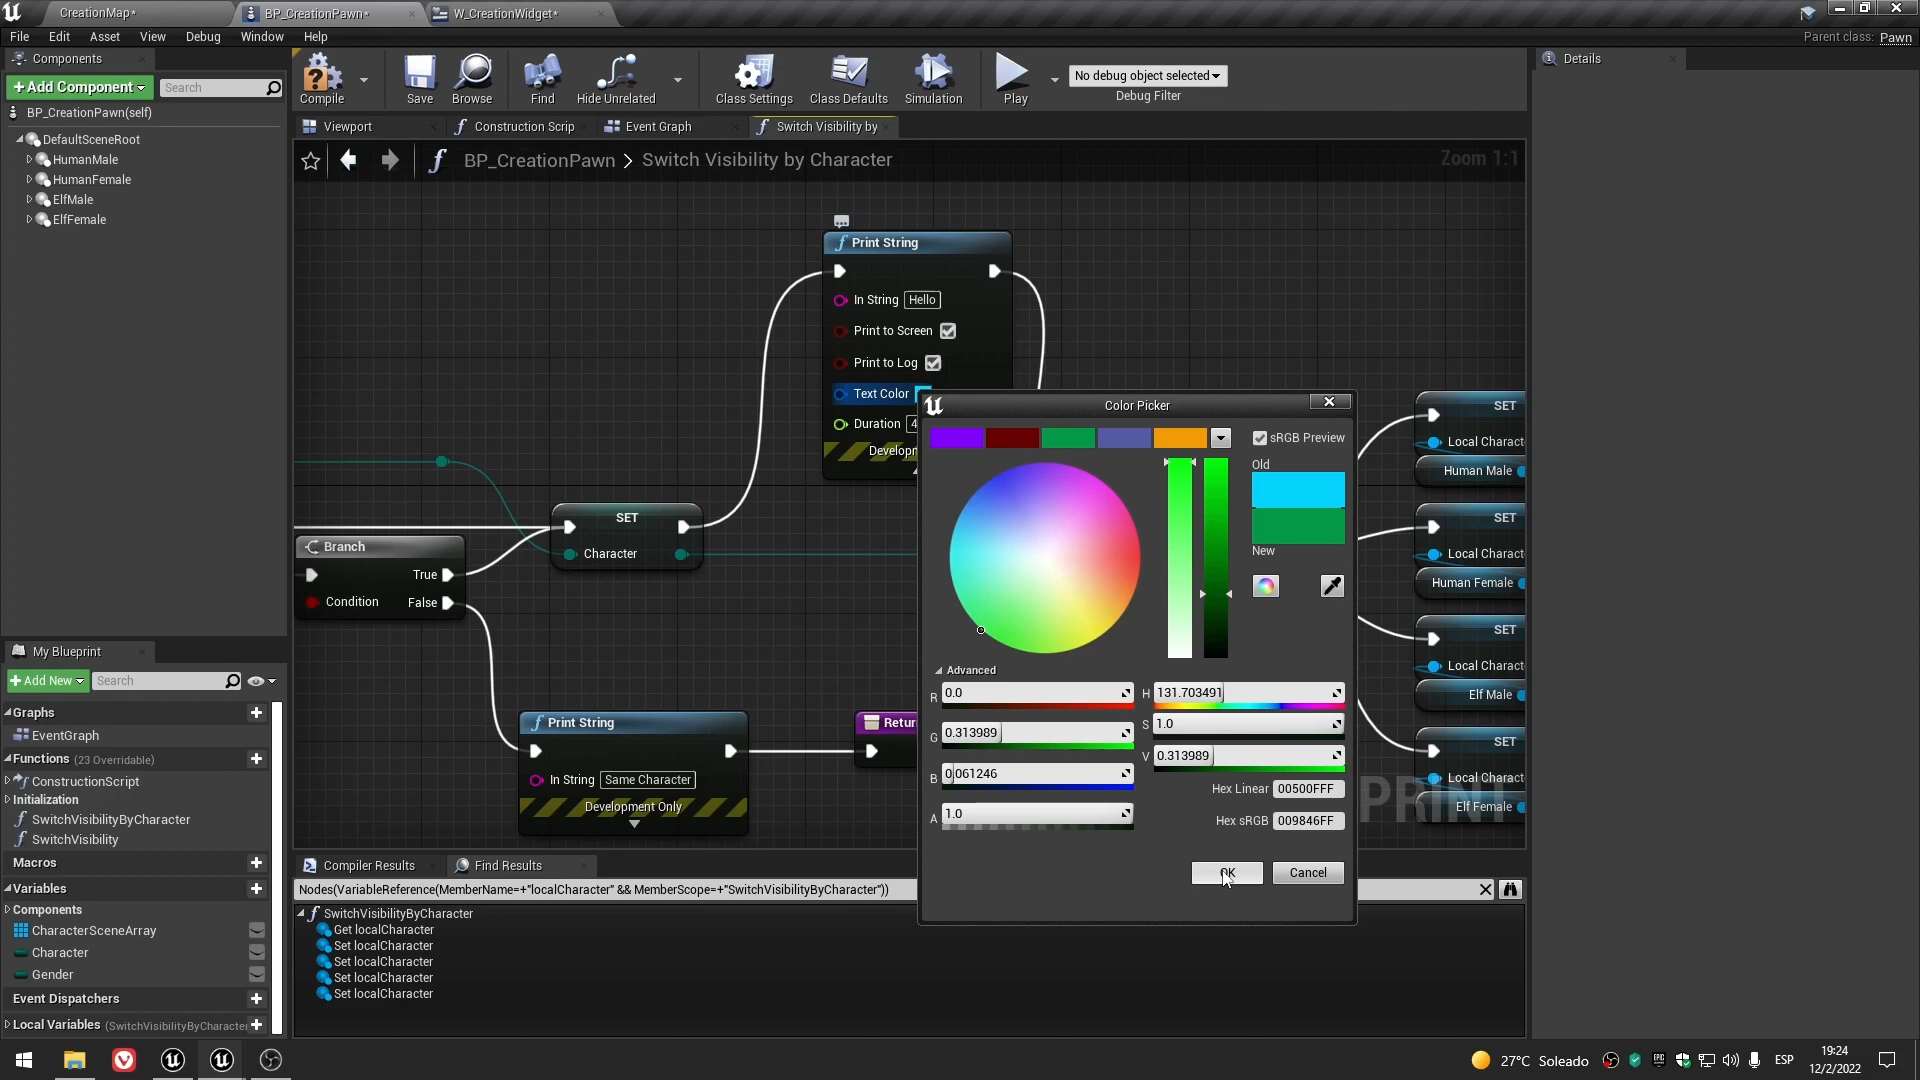 CreationMap*
BP_CreationPawn*
W_CreationWidget*
File Edit Asset View Debug Window Help
Parent class: Pawn
Components
+Add Component
Search
BP_CreationPawn(self)
DefaultSceneRoot
HumanMale
HumanFemale
ElfMale
ElfFemale
Compile
Save
Browse
Find
Hide Unrelated
Class Settings
Class Defaults
Simulation
Play
No debug object selected
Debug Filter
Details
Viewport
Construction Scrip
Event Graph
Switch Visibility by
BP_CreationPawn > Switch Visibility by Character
Zoom 1:1
Print String
In String Hello
Print to Screen
Print to Log
Text Color
Duration 4
Developm
SET
Character
Branch
True
Condition False
Print String
In String Same Character
Development Only
Return
SET
Local Charact
Human Male
SET
Local Charact
Human Female
SET
Local Charact
Elf Male
SET
Local Charact
Elf Female
PRINT
Color Picker
sRGB Preview
Old
New
Advanced
R 0.0
G 0.313989
B 0.061246
A 1.0
H 131.703491
S 1.0
V 0.313989
Hex Linear 00500FFF
Hex sRGB 009846FF
OK Cancel
My Blueprint
+Add New
Search
Graphs
EventGraph
Functions (23 Overridable)
ConstructionScript
Initialization
SwitchVisibilityByCharacter
SwitchVisibility
Macros
Variables
Components
CharacterSceneArray
Character
Gender
Event Dispatchers
Local Variables (SwitchVisibilityByCharacter
Compiler Results
Find Results
Nodes(VariableReference(MemberName=+"localCharacter" && MemberScope=+"SwitchVisibilityByCharacter"))
SwitchVisibilityByCharacter
Get localCharacter
Set localCharacter
Set localCharacter
Set localCharacter
Set localCharacter
27°C Soleado
ESP
19:24
12/2/2022